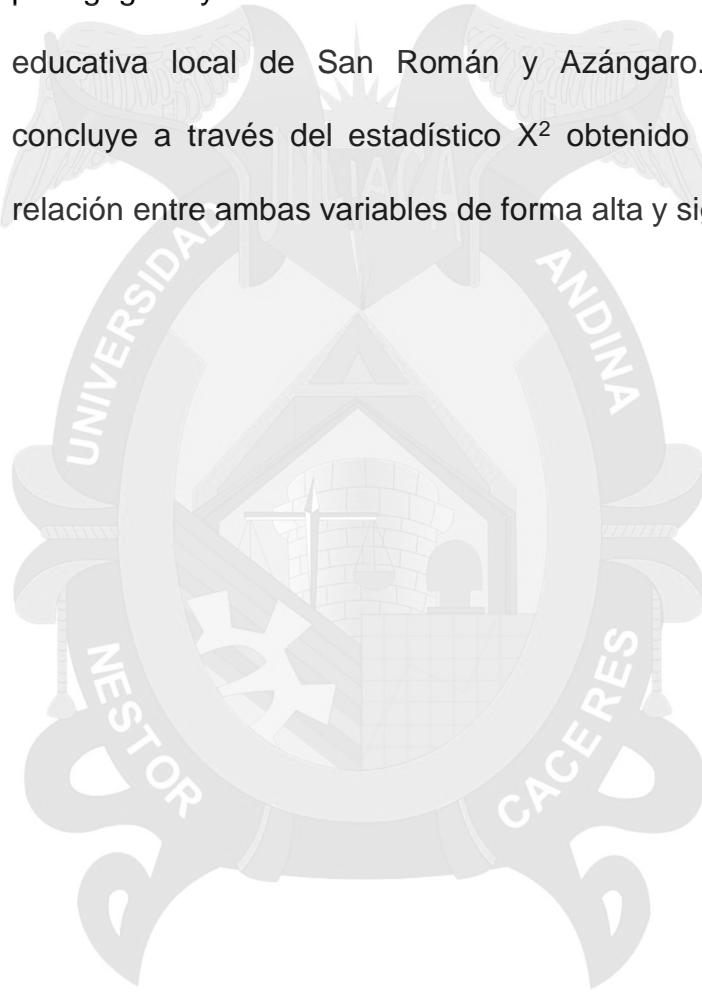 educativa local de San Román y Azángaro.
concluye a través del estadístico X² obtenido
relación entre ambas variables de forma alta y
UNIVERSIDAD
ANDINA
NESTOR
CACERES